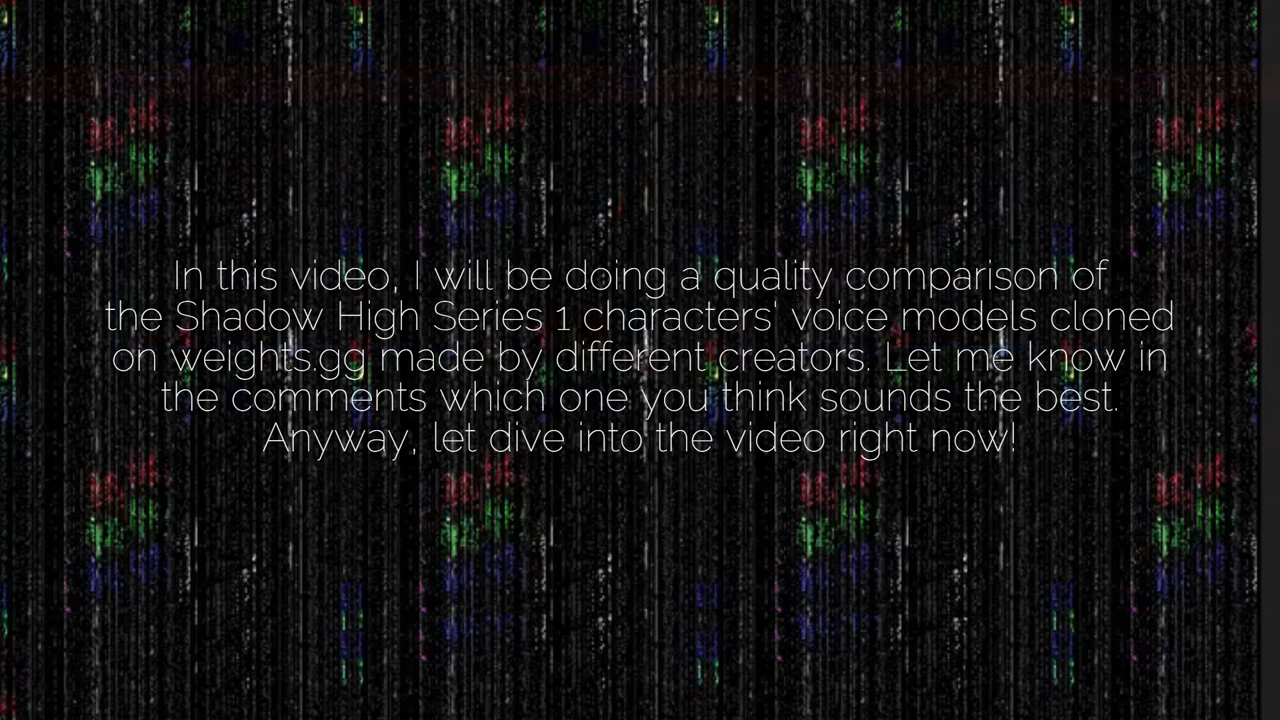 In this video, I will be doing a quality comparison of
the Shadow High Series 1 characters' voice models cloned
on weights.gg made by different creators. Let me know in
the comments which one you think sounds the best.
Anyway, let dive into the video right now!